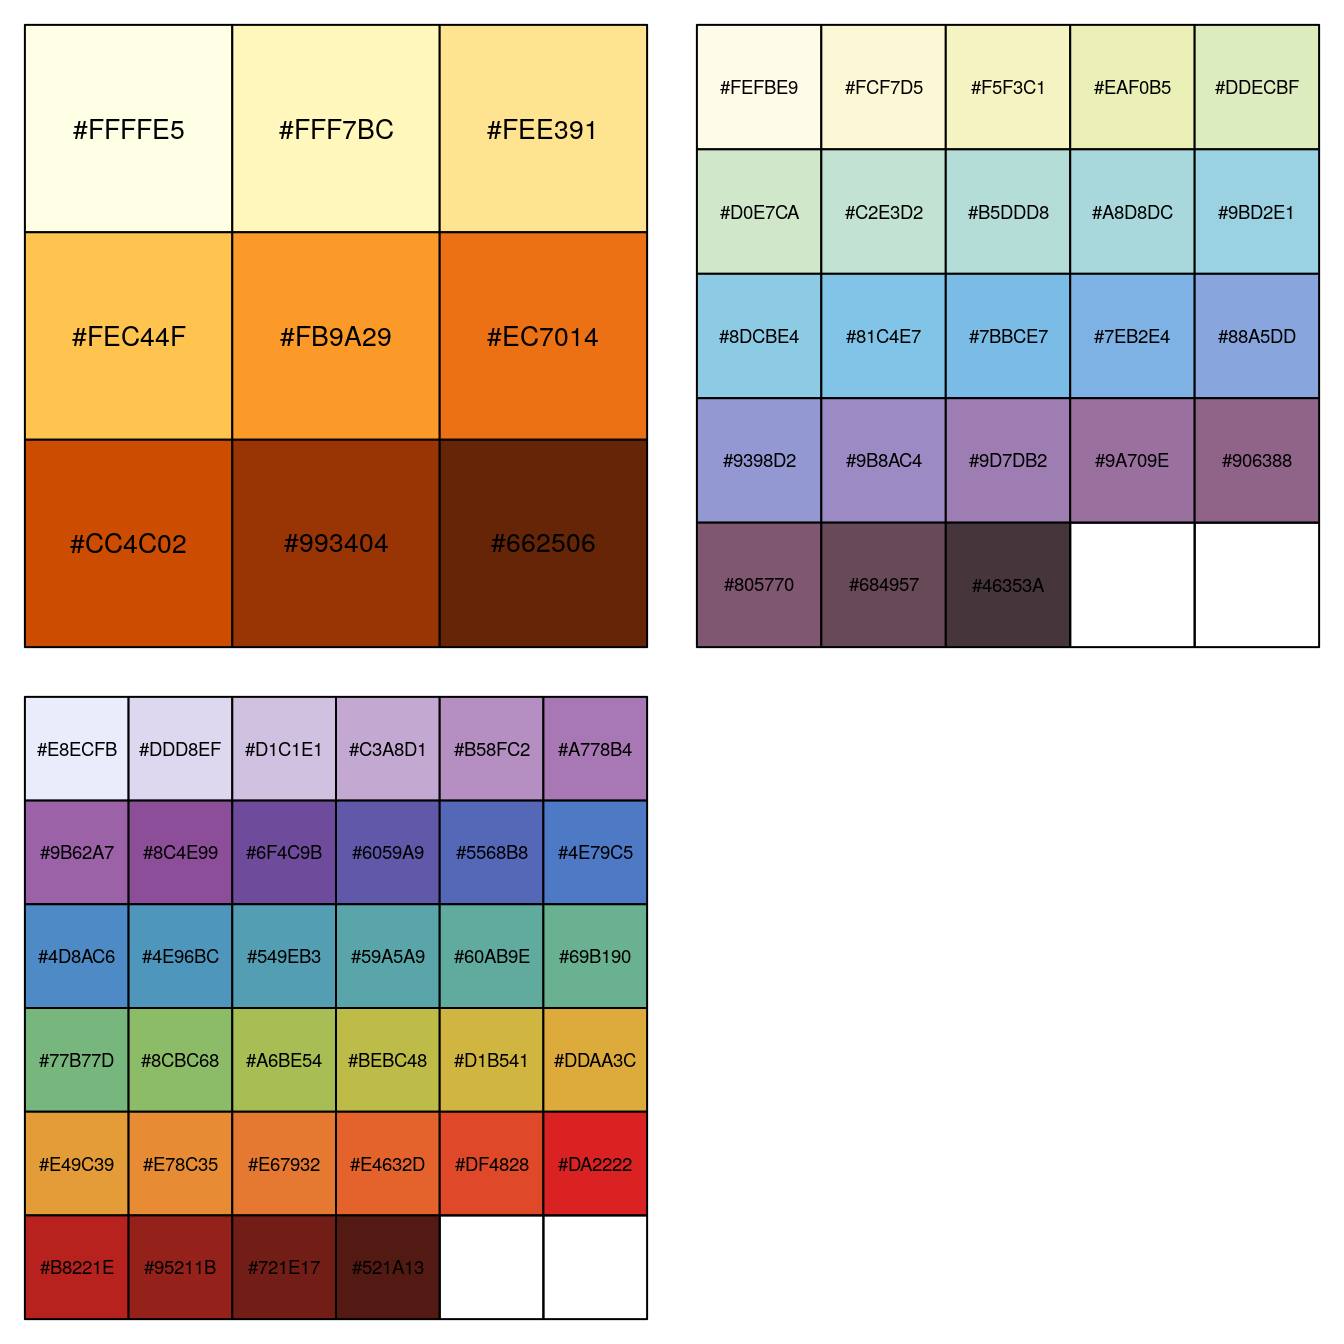 #FFFFE5 #FFF7BC #FEE391
#FEC44F #FB9A29 #EC7014
#CC4C02 #993404 #662506
#FEFBE9 #FCF7D5 #F5F3C1 #EAF0B5 #DDECBF
#D0E7CA #C2E3D2 #B5DDD8 #A8D8DC #9BD2E1
#8DCBE4 #81C4E7 #7BBCE7 #7EB2E4 #88A5DD
#9398D2 #9B8AC4 #9D7DB2 #9A709E #906388
#805770 #684957 #46353A
#E8ECFB #DDD8EF #D1C1E1 #C3A8D1 #B58FC2 #A778B4
#9B62A7 #8C4E99 #6F4C9B #6059A9 #5568B8 #4E79C5
#4D8AC6 #4E96BC #549EB3 #59A5A9 #60AB9E #69B190
#77B77D #8CBC68 #A6BE54 #BEBC48 #D1B541 #DDAA3C
#E49C39 #E78C35 #E67932 #E4632D #DF4828 #DA2222
#B8221E #95211B #721E17 #521A13